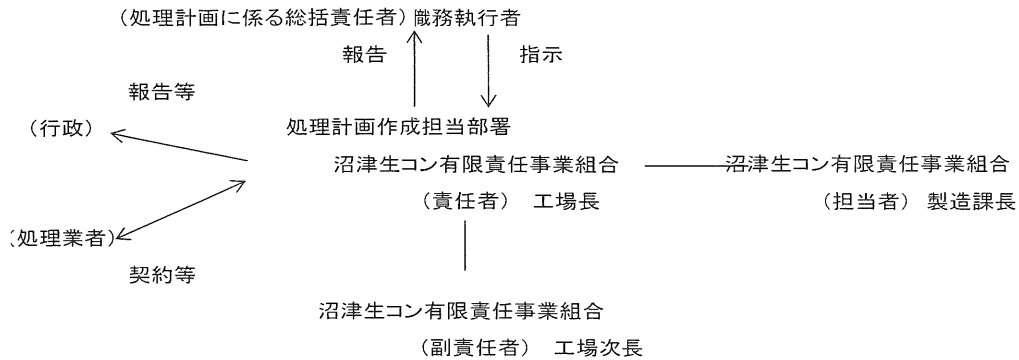 (処理計画に係る総括責任者) 職務執行者
報告 指示
報告等
(行政)
処理計画作成担当部署
沼津生コン有限責任事業組合 沼津生コン有限責任事業組合
(責任者) 工場長 (担当者) 製造課長
(処理業者)
契約等
沼津生コン有限責任事業組合
(副責任者) 工場次長